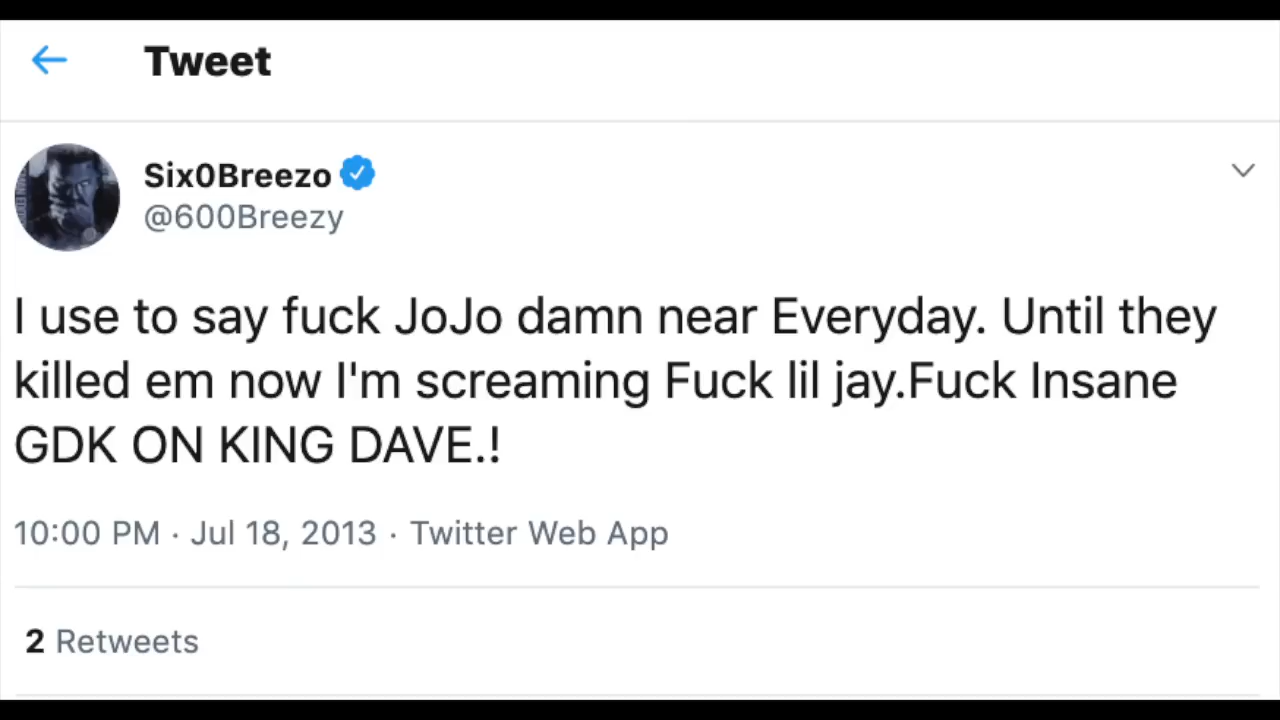 Tweet
Six0Breezo
@600Breezy
I use to say fuck JoJo damn near Everyday. Until they
killed em now I'm screaming Fuck lil jay.Fuck Insane
GDK ON KING DAVE.!
10:00 PM · Jul 18, 2013 · Twitter Web App
2 Retweets